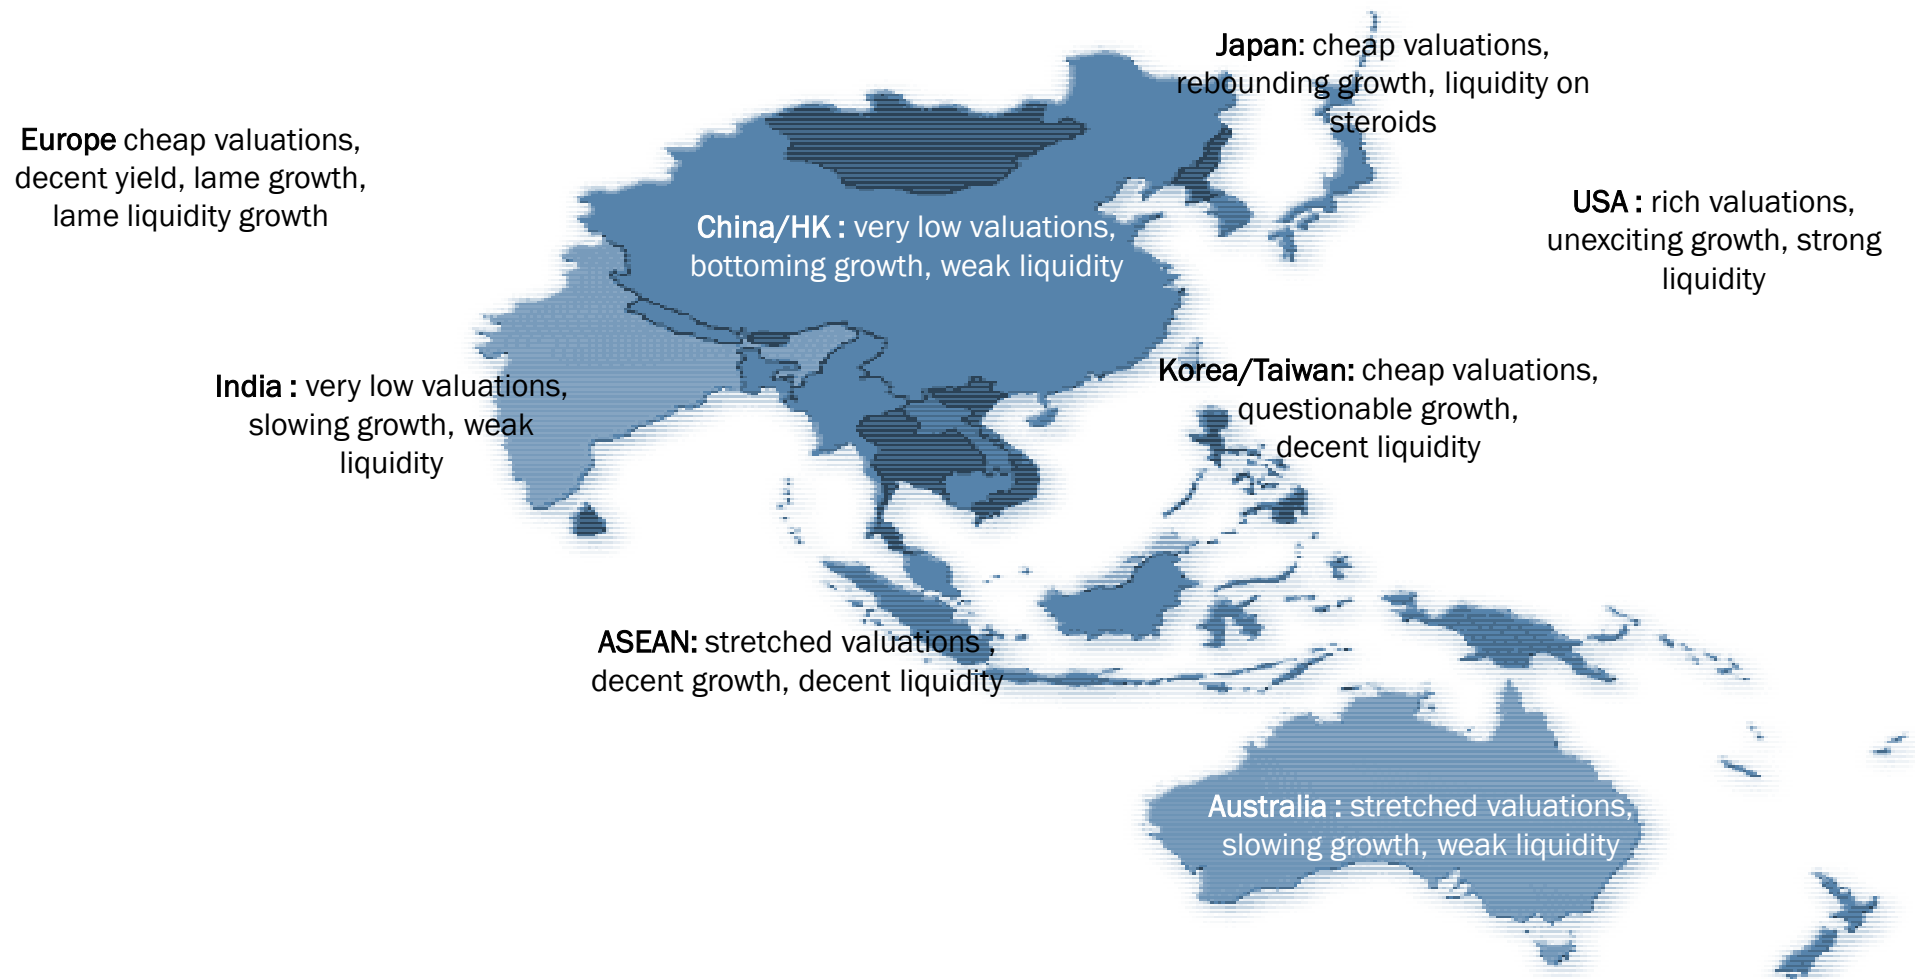 Japan: cheap valuations,
rebounding growth, liquidity on
steroids
Europe cheap valuations,
decent yield, lame growth,
lame liquidity growth
USA : rich valuations,
unexciting growth, strong
liquidity
China/HK : very low valuations,
bottoming growth, weak liquidity
India : very low valuations,
slowing growth, weak
liquidity
Korea/Taiwan: cheap valuations,
questionable growth,
decent liquidity
ASEAN: stretched valuations ,
decent growth, decent liquidity
Australia : stretched valuations,
slowing growth, weak liquidity